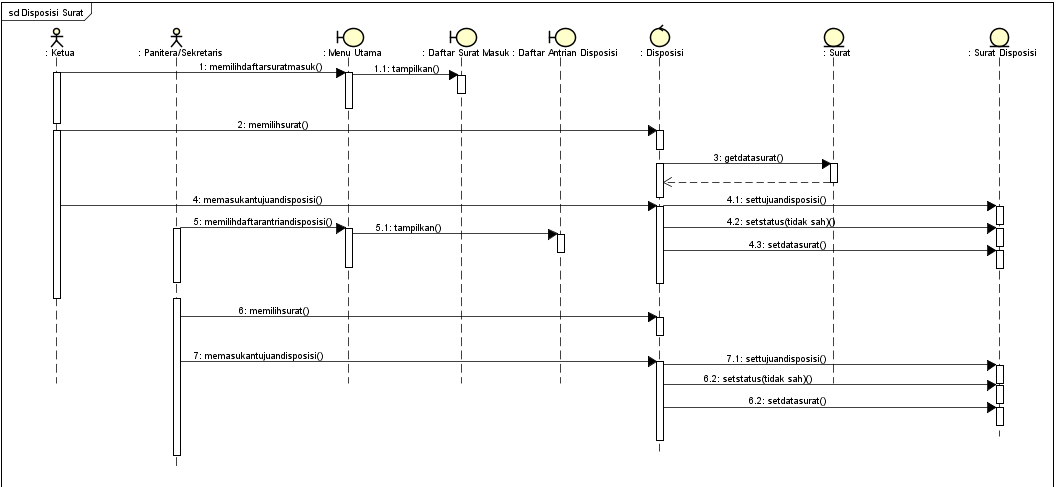 sd Disposisi Surat
: Ketua
: Panitera/Sekretaris
: Menu Utama
: Daftar Surat Masuk
: Daftar Antrian Disposisi
: Disposisi
: Surat
: Surat Disposisi
1: memilihdaftarsuratmasuk()
1.1: tampilkan()
2: memilihsurat()
3: getdatasurat()
4: memasukantujuandisposisi()
4.1: settujuandisposisi()
5: memilihdaftarantriandisposisi()
5.1: tampilkan()
4.2: setstatus(tidak sah)()
4.3: setdatasurat()
6: memilihsurat()
7: memasukantujuandisposisi()
7.1: settujuandisposisi()
6.2: setstatus(tidak sah)()
6.2: setdatasurat()